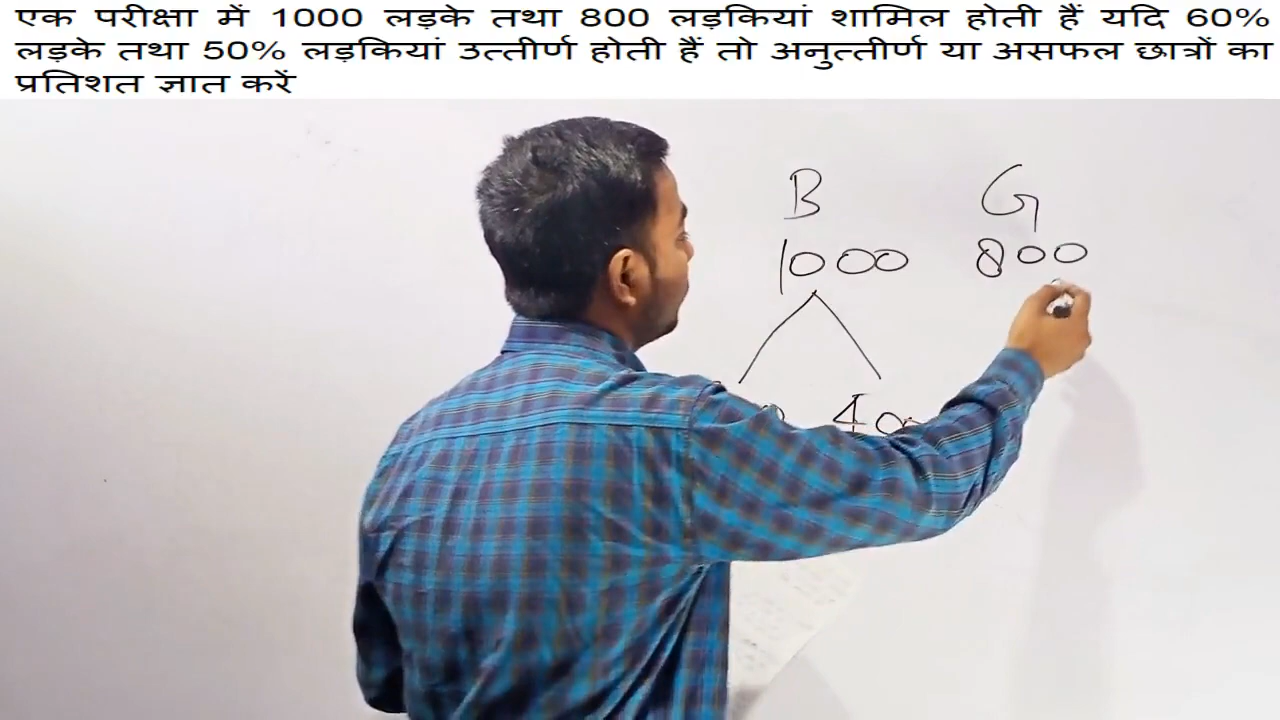 एक परीक्षा में 1000 लड़के तथा 800 लड़कियां शामिल होती हैं यदि 60%
लड़के तथा 50% लड़कियां उत्तीर्ण होती हैं तो अनुत्तीर्ण या असफल छात्रों का
प्रतिशत ज्ञात करें
B G
1000 800